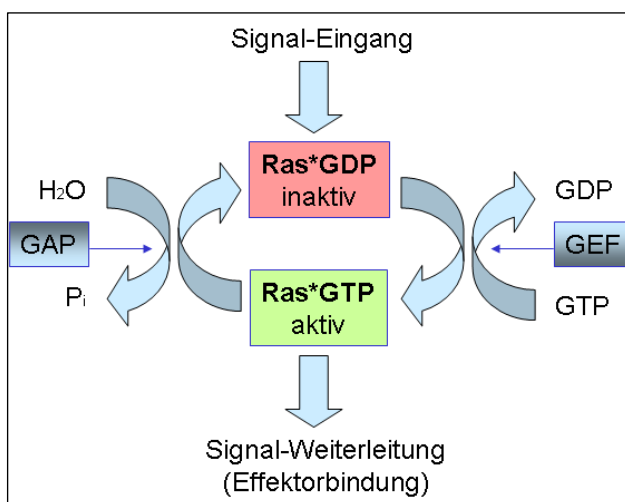 Signal-Eingang
Ras*GDP
inaktiv
H₂O
GDP
GAP
GEF
Pᵢ
Ras*GTP
aktiv
GTP
Signal-Weiterleitung
(Effektorbindung)